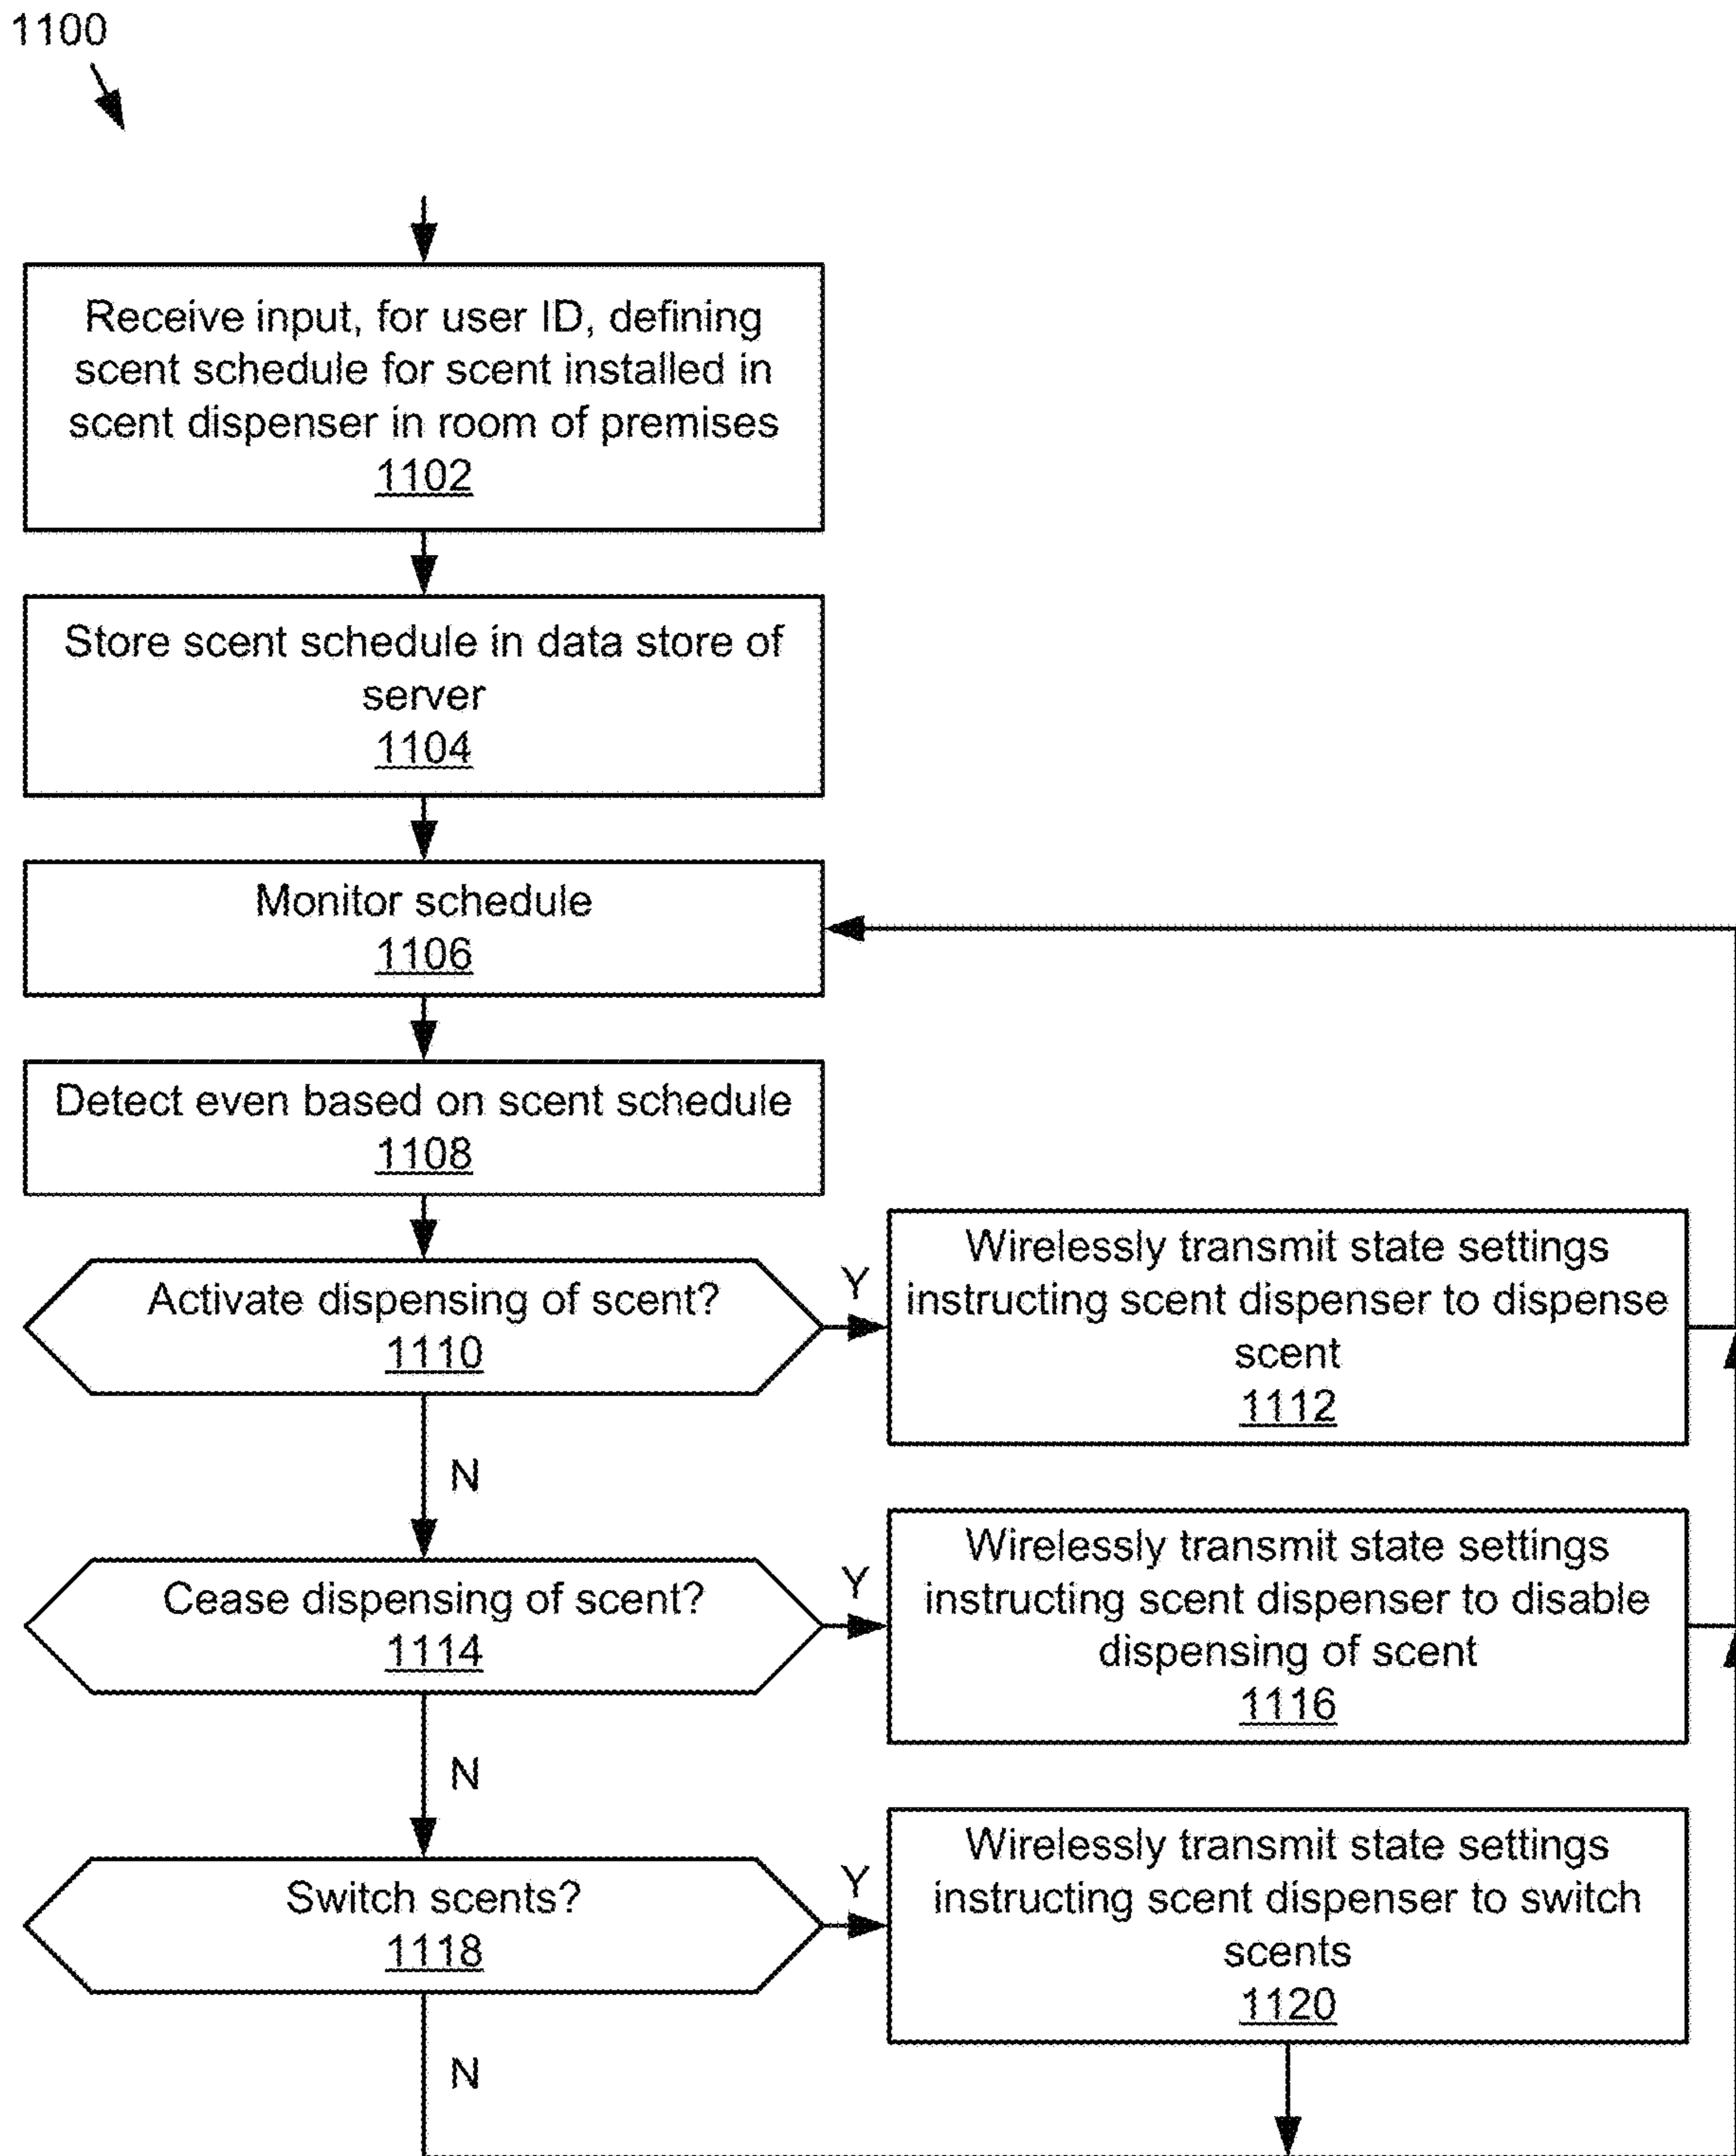 1100
Receive input, for user ID, defining
scent schedule for scent installed in
scent dispenser in room of premises
1102
Store scent schedule in data store of
server
1104
Monitor schedule
1106
Detect even based on scent schedule
1108
Activate dispensing of scent?
1110
Y
Wirelessly transmit state settings
instructing scent dispenser to dispense
scent
1112
N
Cease dispensing of scent?
1114
Y
Wirelessly transmit state settings
instructing scent dispenser to disable
dispensing of scent
1116
N
Switch scents?
1118
Y
Wirelessly transmit state settings
instructing scent dispenser to switch
scents
1120
N